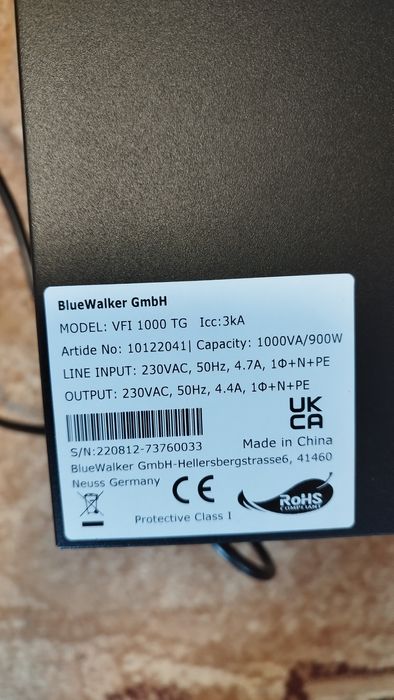 BlueWalker GmbH
MODEL: VFI 1000 TG Icc:3kA
Artide No: 10122041| Capacity: 1000VA/900W
LINE INPUT: 230VAC, 50Hz, 4.7A, 1Φ+N+PE
OUTPUT: 230VAC, 50Hz, 4.4A, 1Φ+N+PE
UK
CA
S/N:220812-73760033
Made in China
BlueWalker GmbH-Hellersbergstrasse6, 41460
Neuss Germany
CE
RoHS
COMPLIANT
Protective Class I